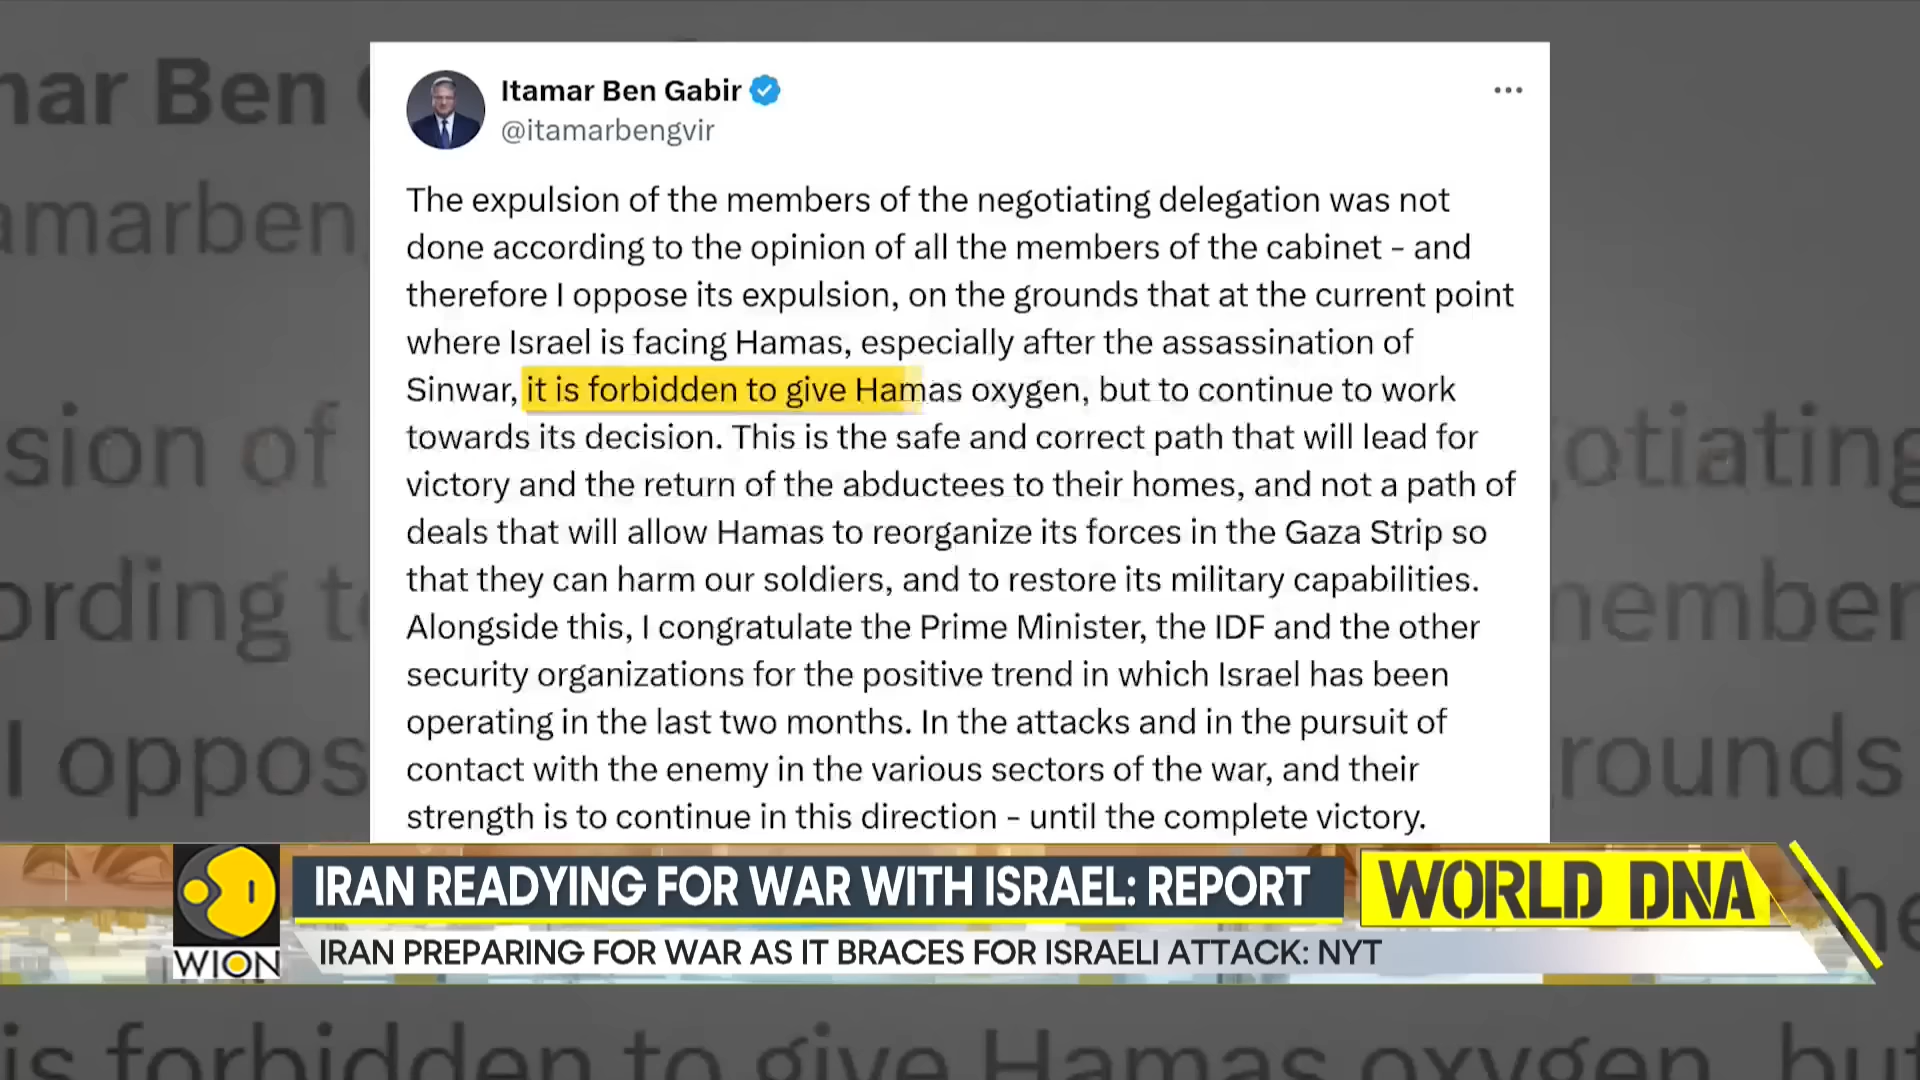 Itamar Ben Gabir
@itamarbengvir
The expulsion of the members of the negotiating delegation was not
done according to the opinion of all the members of the cabinet - and
therefore I oppose its expulsion, on the grounds that at the current point
where Israel is facing Hamas, especially after the assassination of
Sinwar, it is forbidden to give Hamas oxygen, but to continue to work
towards its decision. This is the safe and correct path that will lead for
victory and the return of the abductees to their homes, and not a path of
deals that will allow Hamas to reorganize its forces in the Gaza Strip so
that they can harm our soldiers, and to restore its military capabilities.
Alongside this, I congratulate the Prime Minister, the IDF and the other
security organizations for the positive trend in which Israel has been
operating in the last two months. In the attacks and in the pursuit of
contact with the enemy in the various sectors of the war, and their
strength is to continue in this direction - until the complete victory.
IRAN READYING FOR WAR WITH ISRAEL: REPORT
WORLD DNA
IRAN PREPARING FOR WAR AS IT BRACES FOR ISRAELI ATTACK: NYT
WION
is forbidden to give Hamas oxygen, but